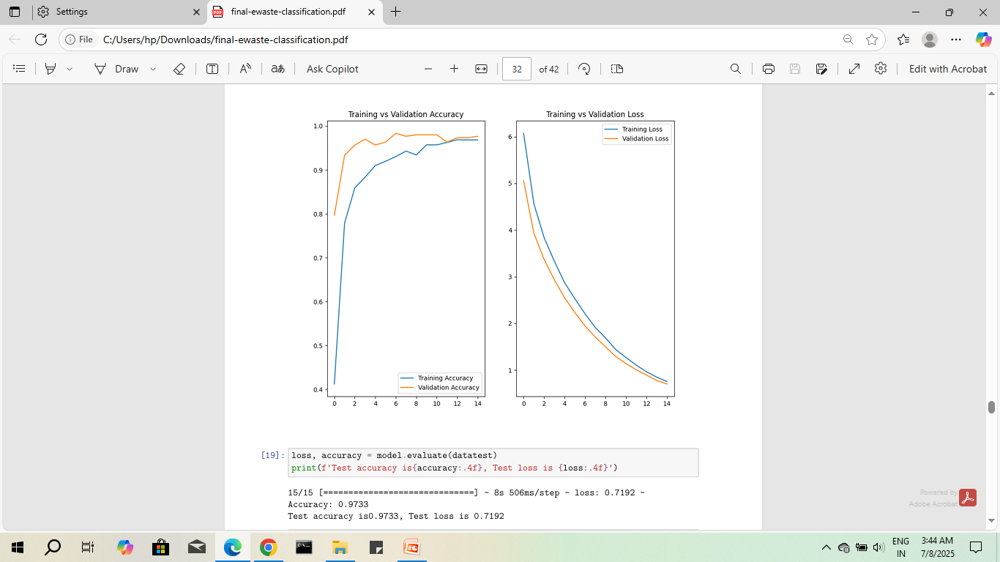 Settings
final-ewaste-classification.pdf
File
C:/Users/hp/Downloads/final-ewaste-classification.pdf
Draw
Ask Copilot
32
of 42
Edit with Acrobat
Training vs Validation Accuracy
1.0
0.9
0.8
0.7
0.6
0.5
0.4
0 2 4 6 8 10 12 14
Training Accuracy
Validation Accuracy
Training vs Validation Loss
6
5
4
3
2
1
0 2 4 6 8 10 12 14
Training Loss
Validation Loss
[19]: loss, accuracy = model.evaluate(datatest)
print(f'Test accuracy is{accuracy:.4f}, Test loss is {loss:.4f}')
15/15 [==============================] - 8s 506ms/step - loss: 0.7192 -
Accuracy: 0.9733
Test accuracy is0.9733, Test loss is 0.7192
Powered by
Adobe Acrobat
ENG
IN
3:44 AM
7/8/2025